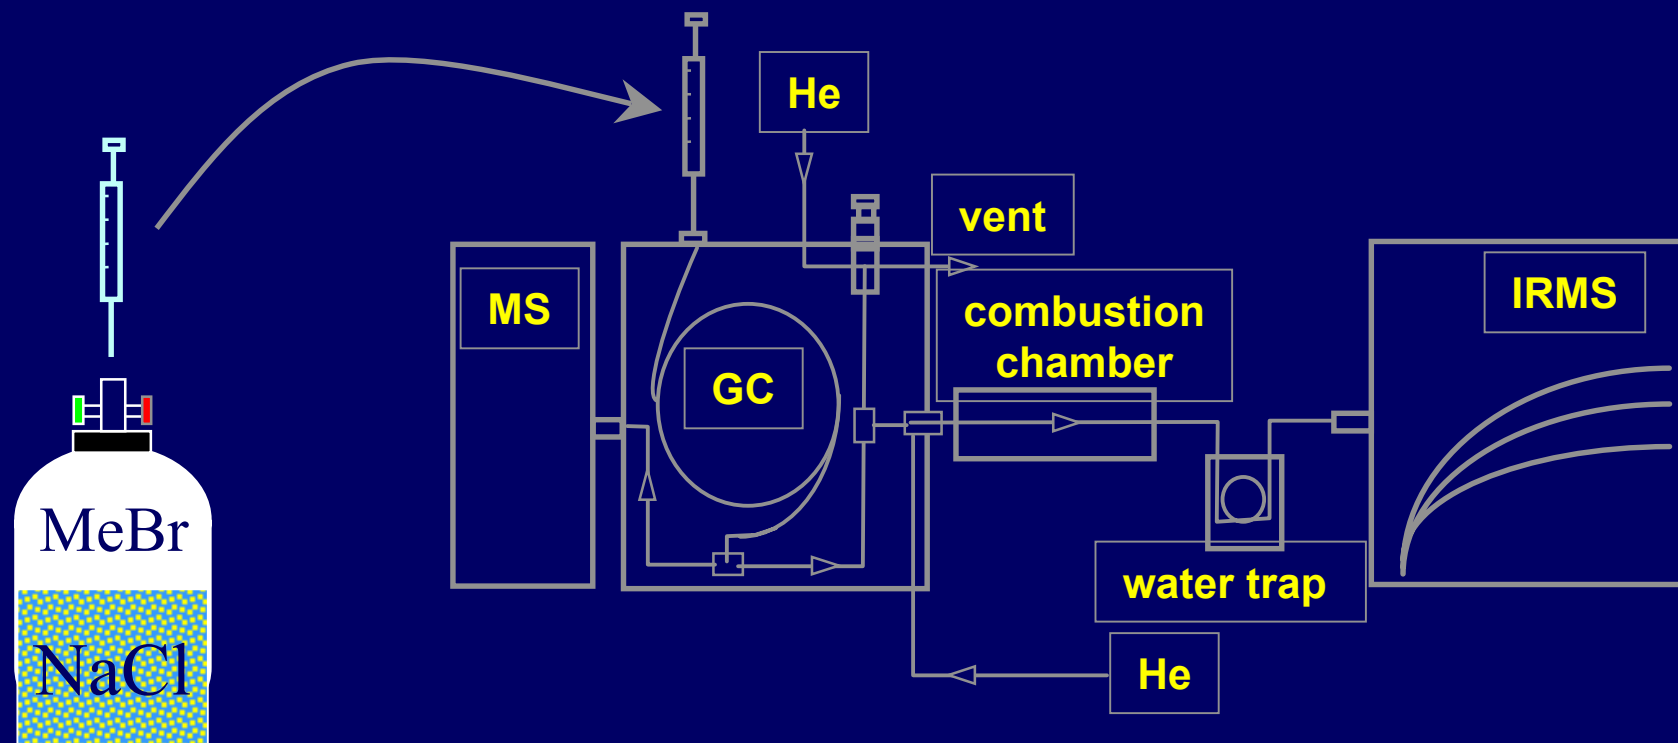 He
vent
MS
combustion
chamber
IRMS
GC
MeBr
water trap
NaCl
He